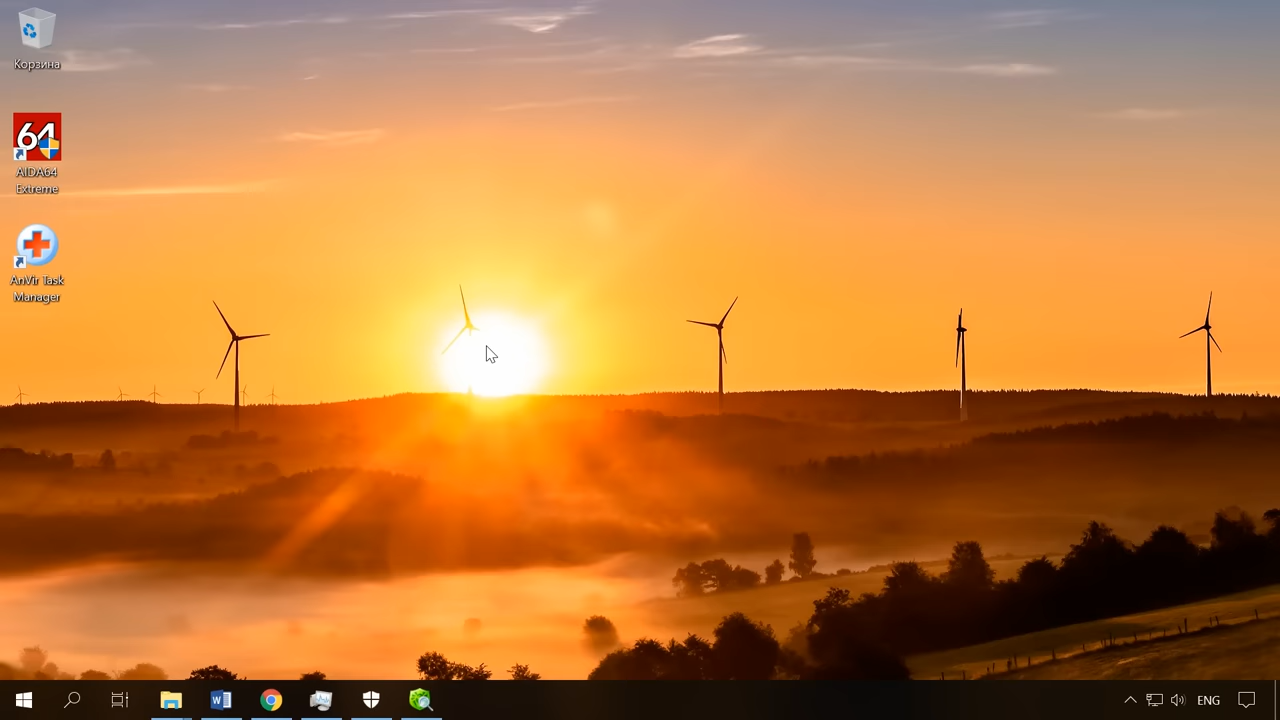 Корзина
64
AIDA64
Extreme
AnVir Task
Manager
W
ENG